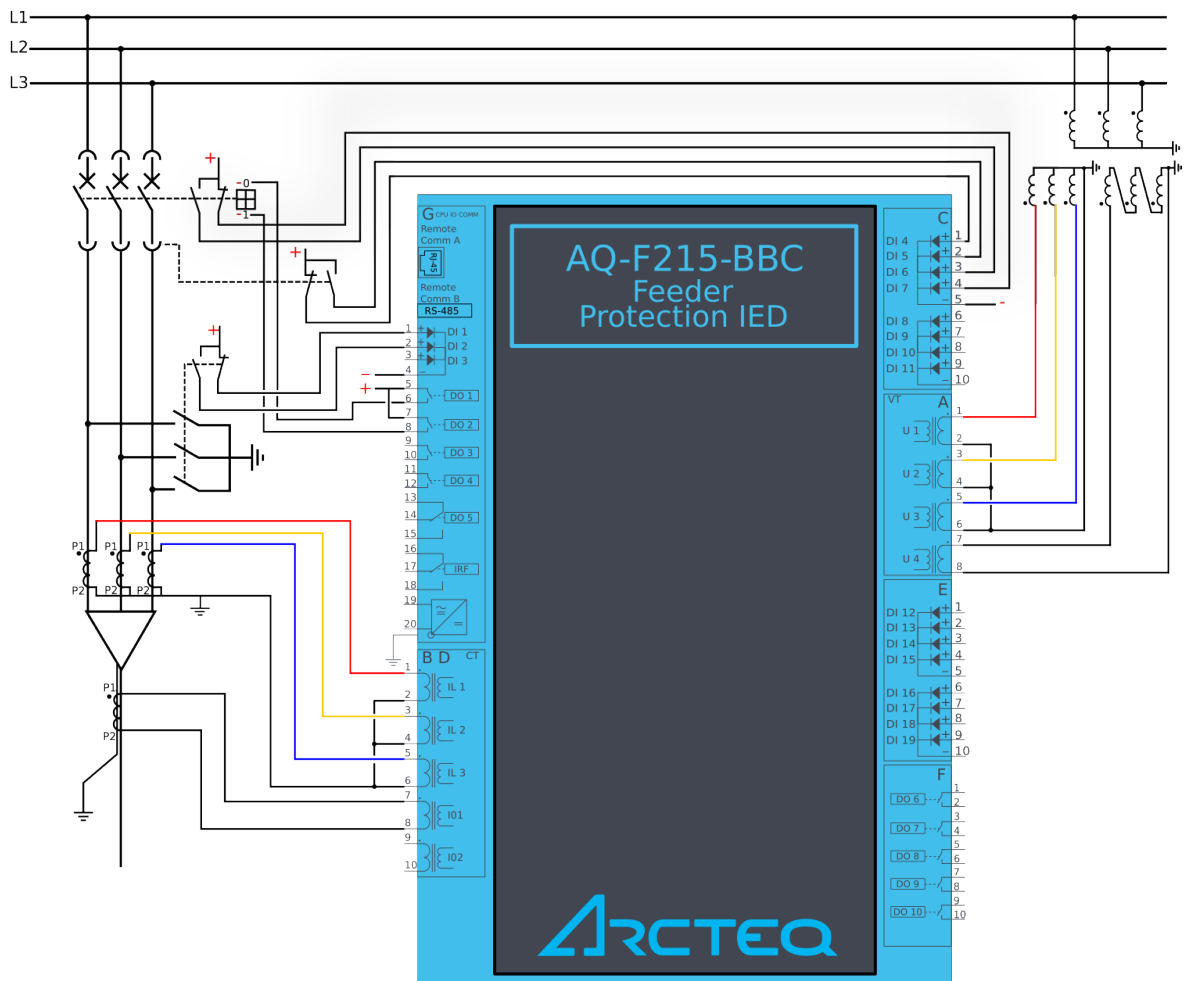 L1
L2
L3
+
-0
-1
+
+
−
+
G CPU IO COMM
Remote
Comm A
RJ-45
Remote
Comm B
RS-485
1 + DI 1
2 + DI 2
3 + DI 3
4 −
5
6 DO 1
7
8 DO 2
9
10 DO 3
11
12 DO 4
13
14 DO 5
15
16
17 IRF
18
19
20
B D CT
1
2 IL 1
3
4 IL 2
5
6 IL 3
7
8 I01
9
10 I02
P1 P1 P1
P2 P2 P2
P1
P2
AQ-F215-BBC
Feeder
Protection IED
ARCTEQ
C
DI 4 + 1
DI 5 + 2
DI 6 + 3
DI 7 + 4
− 5 -
DI 8 + 6
DI 9 + 7
DI 10 + 8
DI 11 + 9
− 10
VT A
1
U 1 2
3
U 2 4
5
U 3 6
7
U 4 8
E
DI 12 + 1
DI 13 + 2
DI 14 + 3
DI 15 + 4
− 5
DI 16 + 6
DI 17 + 7
DI 18 + 8
DI 19 + 9
− 10
F
1
DO 6 2
3
DO 7 4
5
DO 8 6
7
DO 9 8
9
DO 10 10